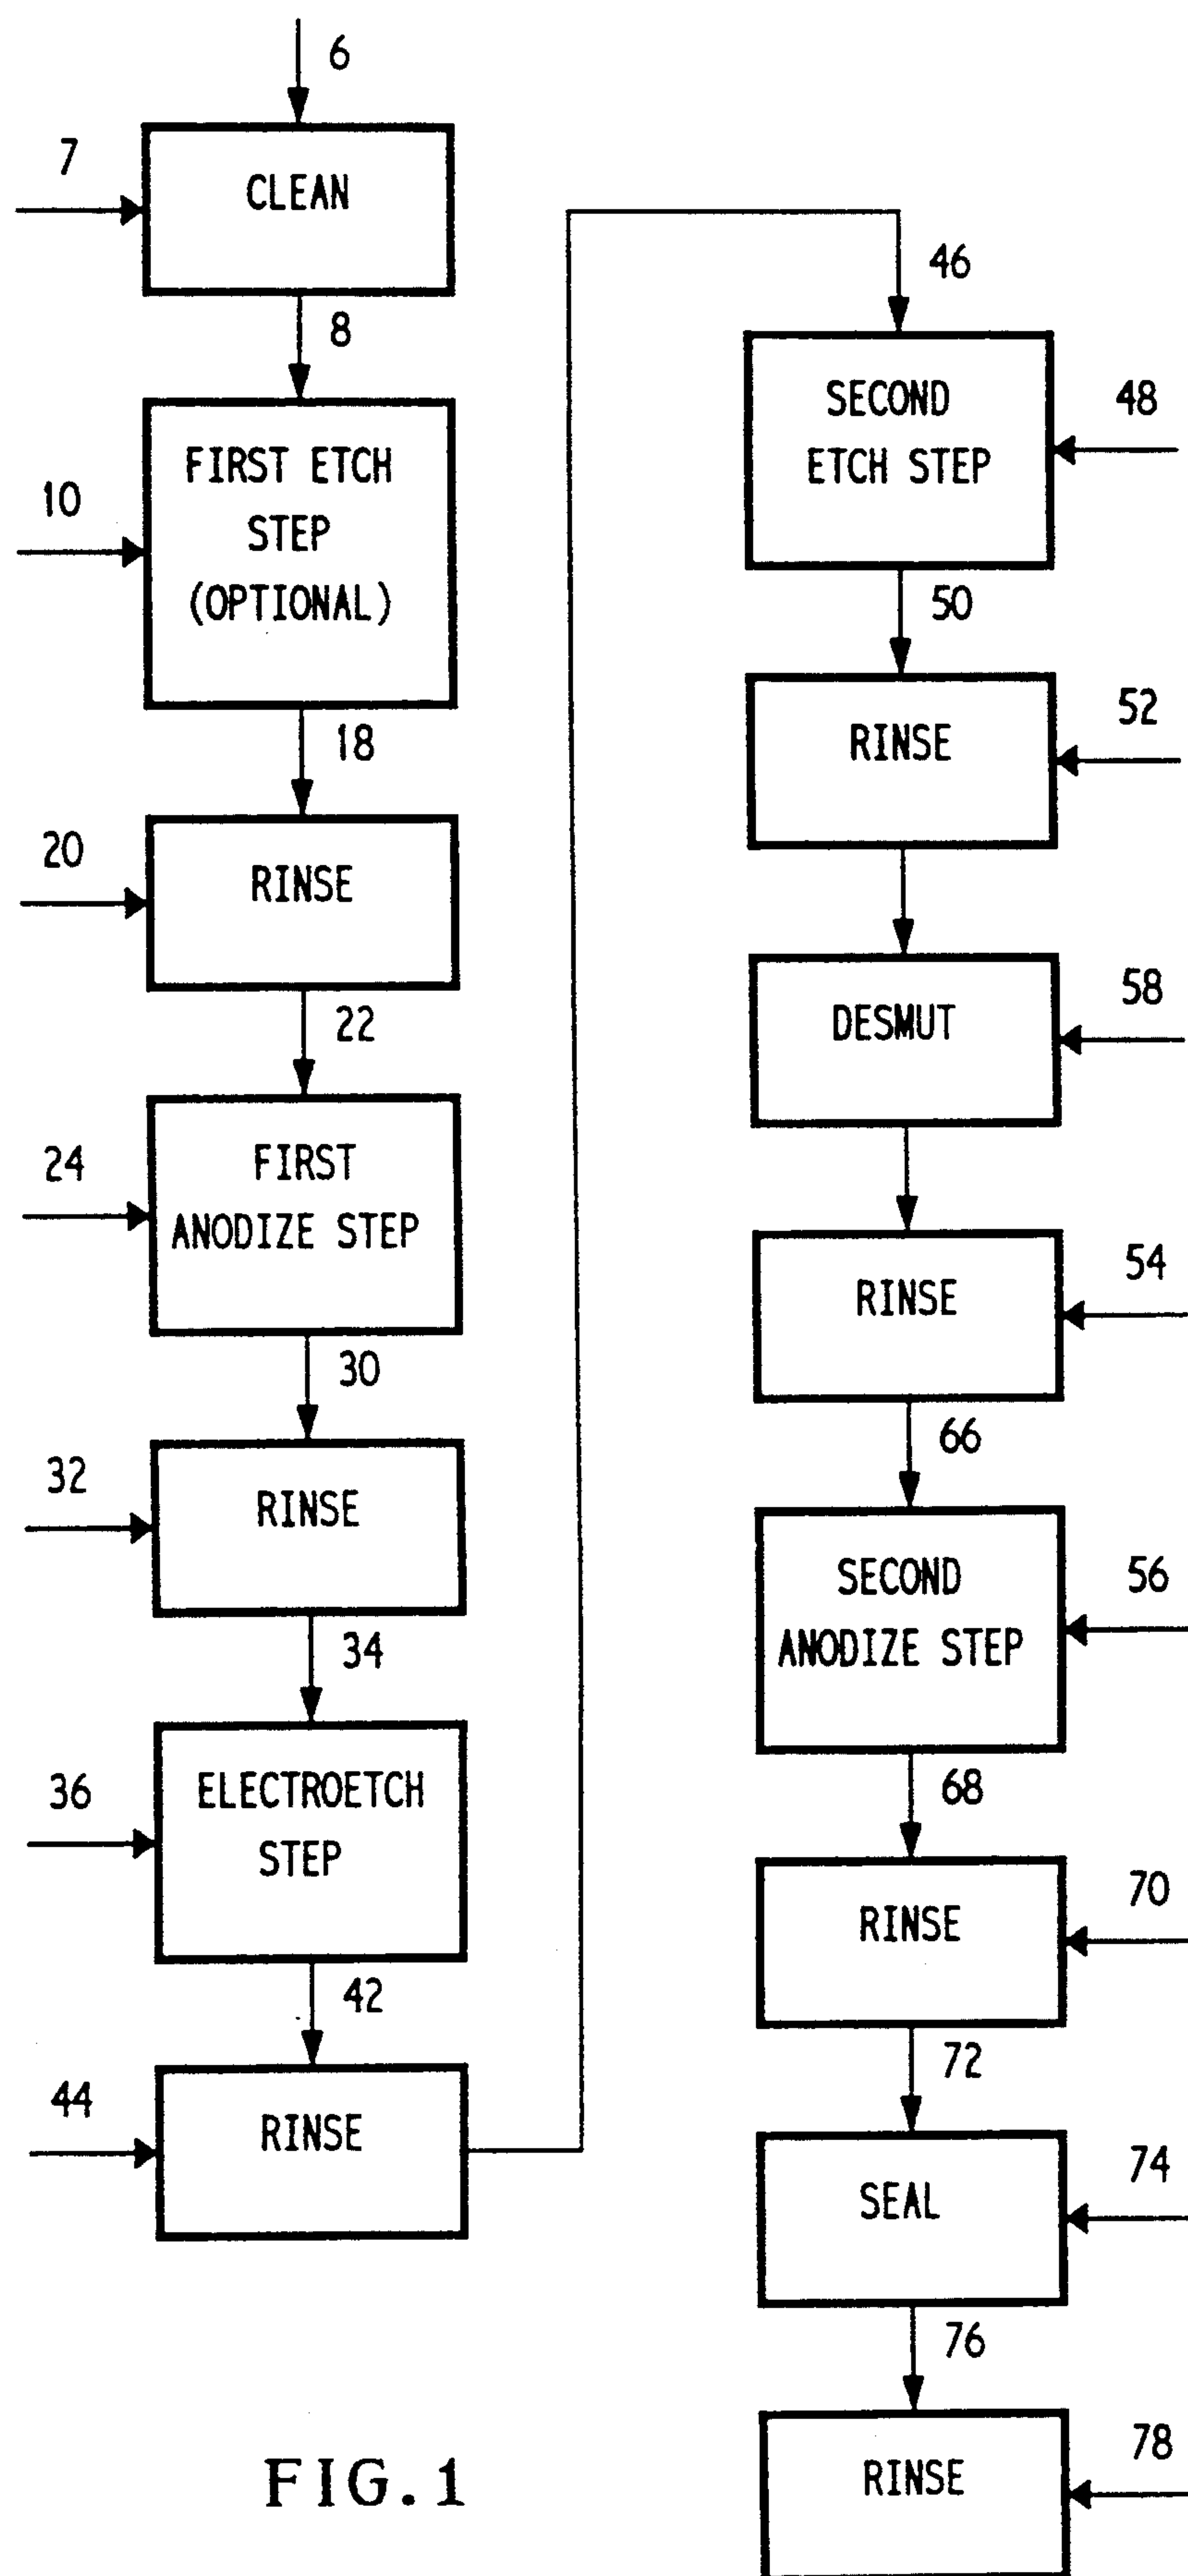 6
7
CLEAN
8
10
FIRST ETCH
STEP
(OPTIONAL)
18
20
RINSE
22
24
FIRST
ANODIZE STEP
30
32
RINSE
34
36
ELECTROETCH
STEP
42
44
RINSE
46
SECOND
ETCH STEP
48
50
RINSE
52
DESMUT
58
RINSE
54
66
SECOND
ANODIZE STEP
56
68
RINSE
70
72
SEAL
74
76
RINSE
78
FIG.1